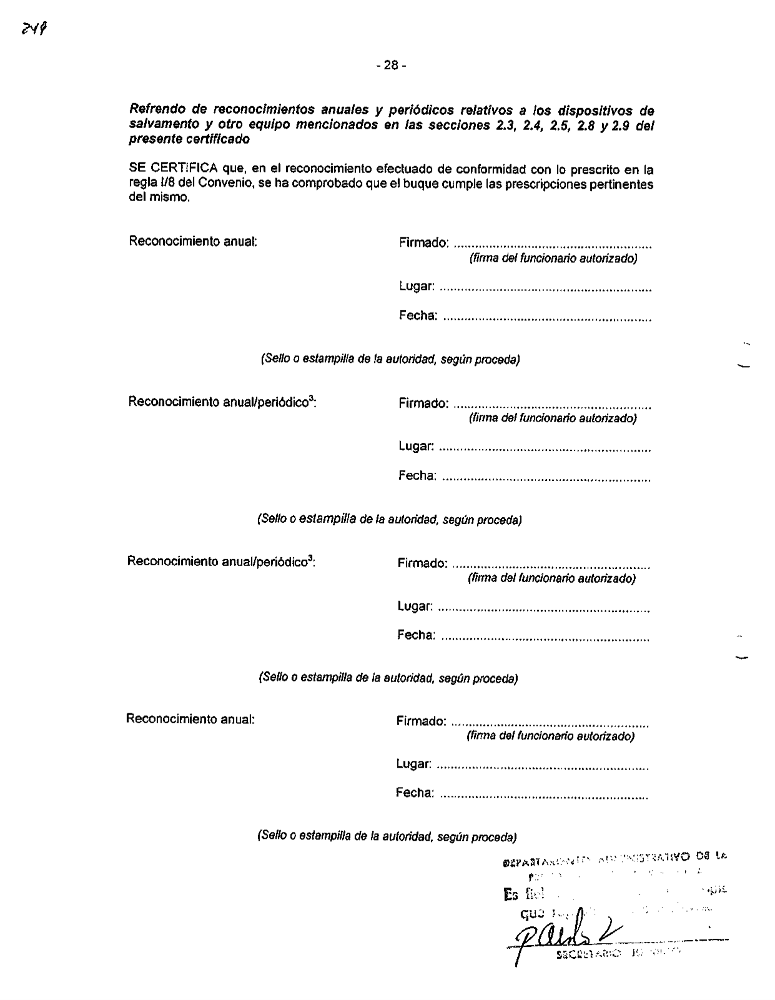 249
- 28 -
Refrendo de reconocimientos anuales y periódicos relativos a los dispositivos de
salvamento y otro equipo mencionados en las secciones 2.3, 2.4, 2.5, 2.8 y 2.9 del
presente certificado
SE CERTIFICA que, en el reconocimiento efectuado de conformidad con lo prescrito en la
regla I/8 del Convenio, se ha comprobado que el buque cumple las prescripciones pertinentes
del mismo.
Reconocimiento anual: Firmado: ........................................................
(firma del funcionario autorizado)
Lugar: ............................................................
Fecha: ...........................................................
(Sello o estampilla de la autoridad, según proceda)
Reconocimiento anual/periódico³: Firmado: ........................................................
(firma del funcionario autorizado)
Lugar: ............................................................
Fecha: ...........................................................
(Sello o estampilla de la autoridad, según proceda)
Reconocimiento anual/periódico³: Firmado: ........................................................
(firma del funcionario autorizado)
Lugar: ............................................................
Fecha: ...........................................................
(Sello o estampilla de la autoridad, según proceda)
Reconocimiento anual: Firmado: ........................................................
(firma del funcionario autorizado)
Lugar: ............................................................
Fecha: ...........................................................
(Sello o estampilla de la autoridad, según proceda)
DEPARTAMENTO ADMINISTRATIVO DE LA
Es fiel
que
SECRETARIO JURIDICO